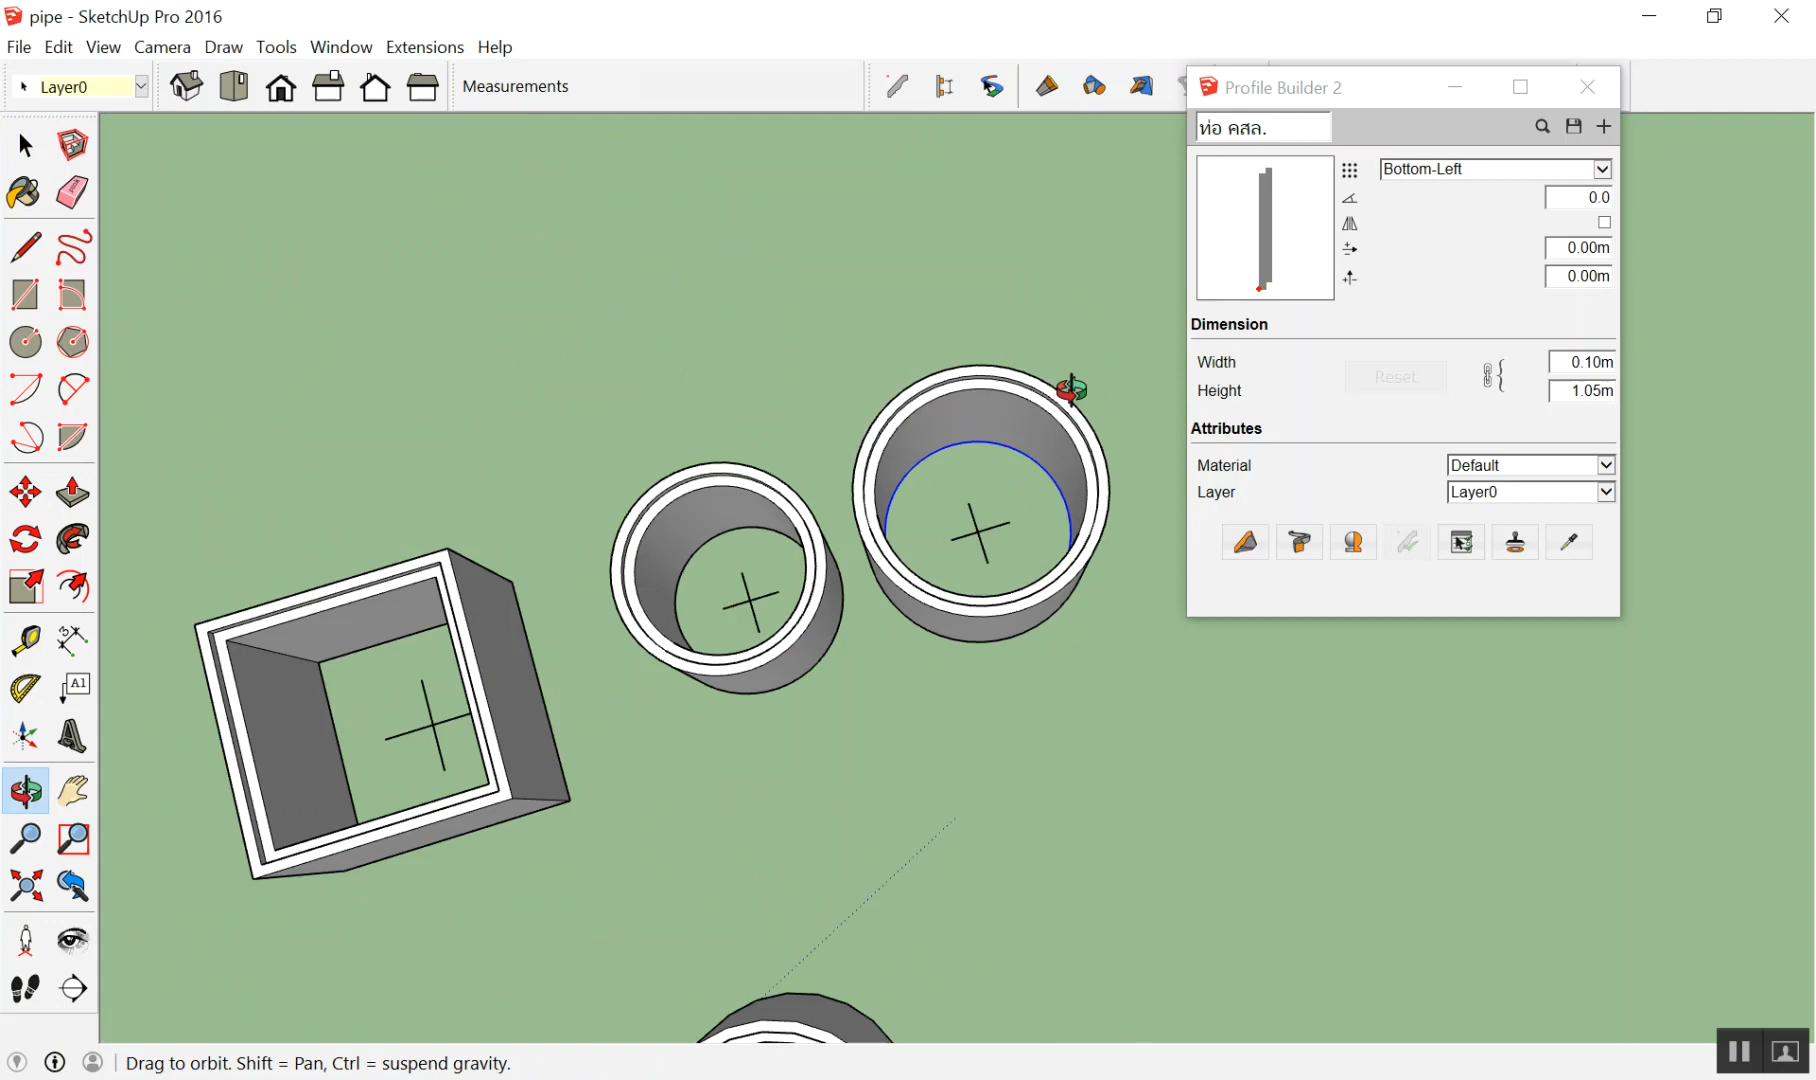 pipe - SketchUp Pro 2016
File Edit View Camera Draw Tools Window Extensions Help
Layer0
Measurements
Profile Builder 2
ท่อ คสล.
Bottom-Left
0.0
0.00m
0.00m
Dimension
Width 0.10m
Reset
Height 1.05m
Attributes
Material Default
Layer Layer0
A1
Drag to orbit. Shift = Pan, Ctrl = suspend gravity.